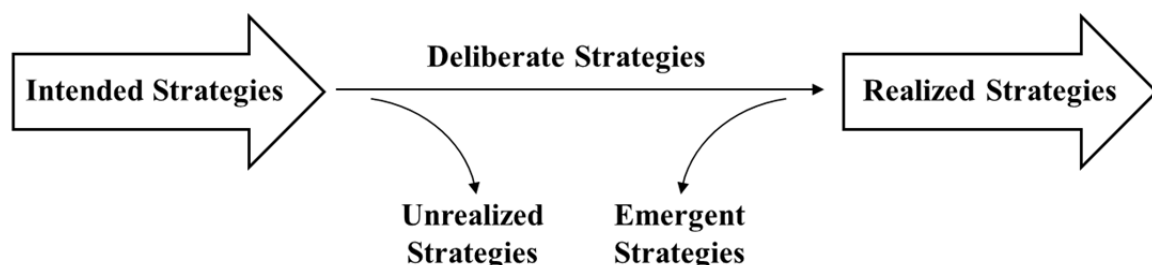 Deliberate Strategies
Intended Strategies
Realized Strategies
Unrealized
Strategies
Emergent
Strategies